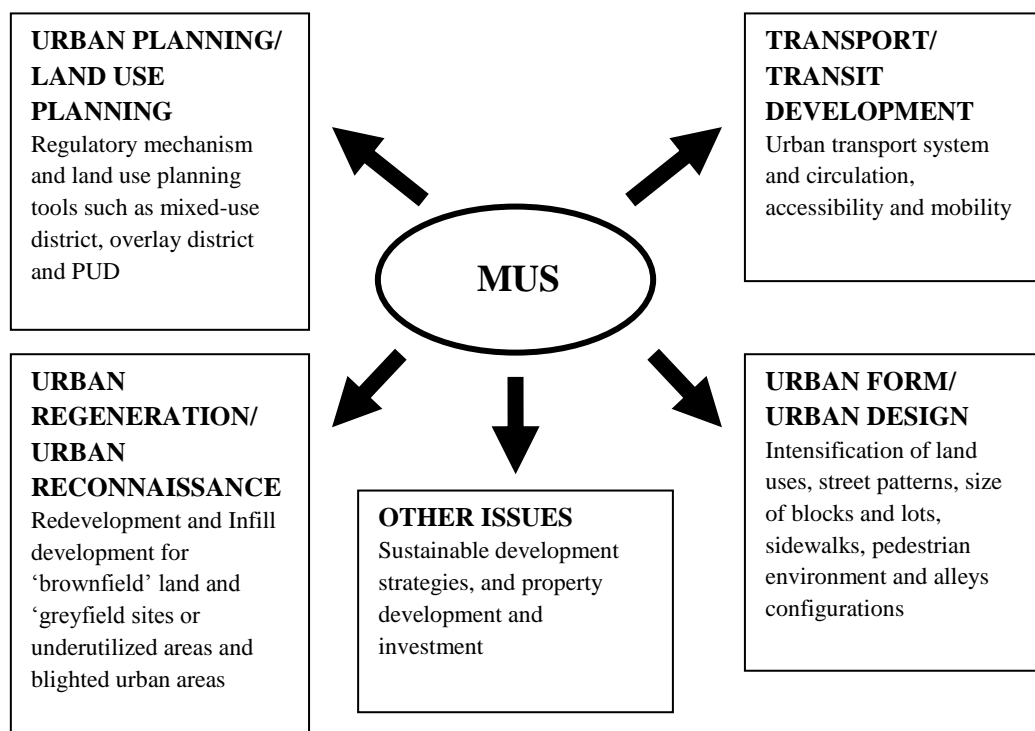 URBAN PLANNING/
LAND USE
PLANNING
Regulatory mechanism
and land use planning
tools such as mixed-use
district, overlay district
and PUD
TRANSPORT/
TRANSIT
DEVELOPMENT
Urban transport system
and circulation,
accessibility and mobility
MUS
URBAN
REGENERATION/
URBAN
RECONNAISSANCE
Redevelopment and Infill
development for
‘brownfield’ land and
‘greyfield sites or
underutilized areas and
blighted urban areas
OTHER ISSUES
Sustainable development
strategies, and property
development and
investment
URBAN FORM/
URBAN DESIGN
Intensification of land
uses, street patterns, size
of blocks and lots,
sidewalks, pedestrian
environment and alleys
configurations